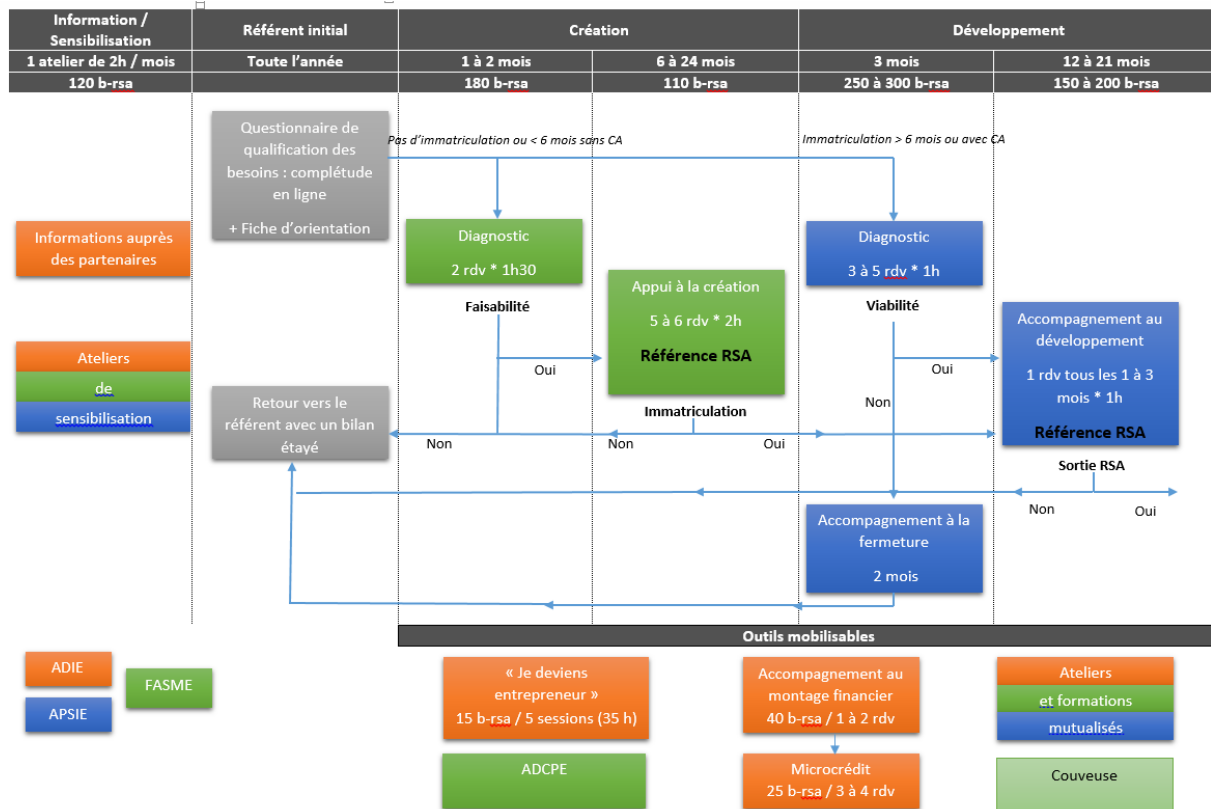 Information /
Sensibilisation
Référent initial
Création
Développement
1 atelier de 2h / mois
Toute l'année
1 à 2 mois
6 à 24 mois
3 mois
12 à 21 mois
120 b-rsa
180 b-rsa
110 b-rsa
250 à 300 b-rsa
150 à 200 b-rsa
Questionnaire de
qualification des
besoins : complétude
en ligne
+ Fiche d'orientation
Pas d'immatriculation ou < 6 mois sans CA
Immatriculation > 6 mois ou avec CA
Informations auprès
des partenaires
Diagnostic
2 rdv * 1h30
Faisabilité
Oui
Non
Appui à la création
5 à 6 rdv * 2h
Référence RSA
Immatriculation
Non
Oui
Diagnostic
3 à 5 rdv * 1h
Viabilité
Oui
Non
Accompagnement au
développement
1 rdv tous les 1 à 3
mois * 1h
Référence RSA
Sortie RSA
Non
Oui
Ateliers
de
sensibilisation
Retour vers le
référent avec un bilan
étayé
Accompagnement à la
fermeture
2 mois
Outils mobilisables
ADIE
FASME
APSIE
« Je deviens
entrepreneur »
15 b-rsa / 5 sessions (35 h)
ADCPE
Accompagnement au
montage financier
40 b-rsa / 1 à 2 rdv
Microcrédit
25 b-rsa / 3 à 4 rdv
Ateliers
et formations
mutualisés
Couveuse